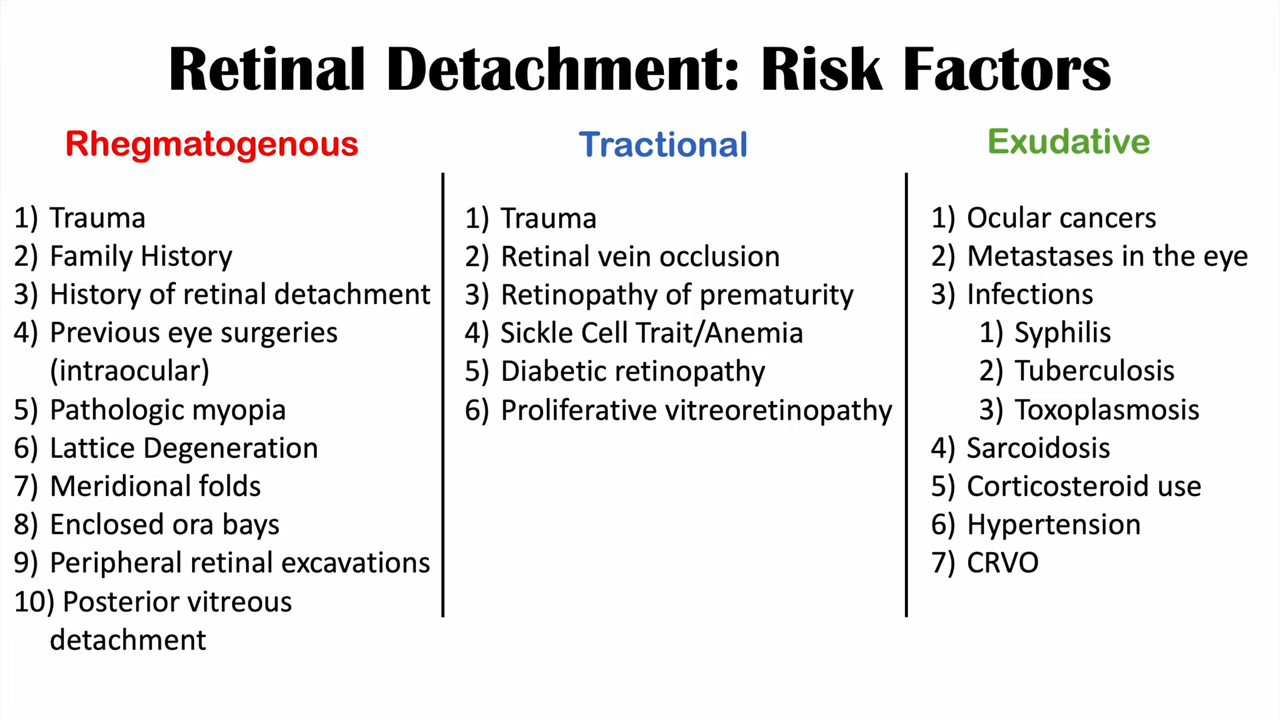 Retinal Detachment: Risk Factors
Rhegmatogenous
1) Trauma
2) Family History
3) History of retinal detachment
4) Previous eye surgeries
(intraocular)
5) Pathologic myopia
6) Lattice Degeneration
7) Meridional folds
8) Enclosed ora bays
9) Peripheral retinal excavations
10) Posterior vitreous
detachment
Tractional
1) Trauma
2) Retinal vein occlusion
3) Retinopathy of prematurity
4) Sickle Cell Trait/Anemia
5) Diabetic retinopathy
6) Proliferative vitreoretinopathy
Exudative
1) Ocular cancers
2) Metastases in the eye
3) Infections
1) Syphilis
2) Tuberculosis
3) Toxoplasmosis
4) Sarcoidosis
5) Corticosteroid use
6) Hypertension
7) CRVO